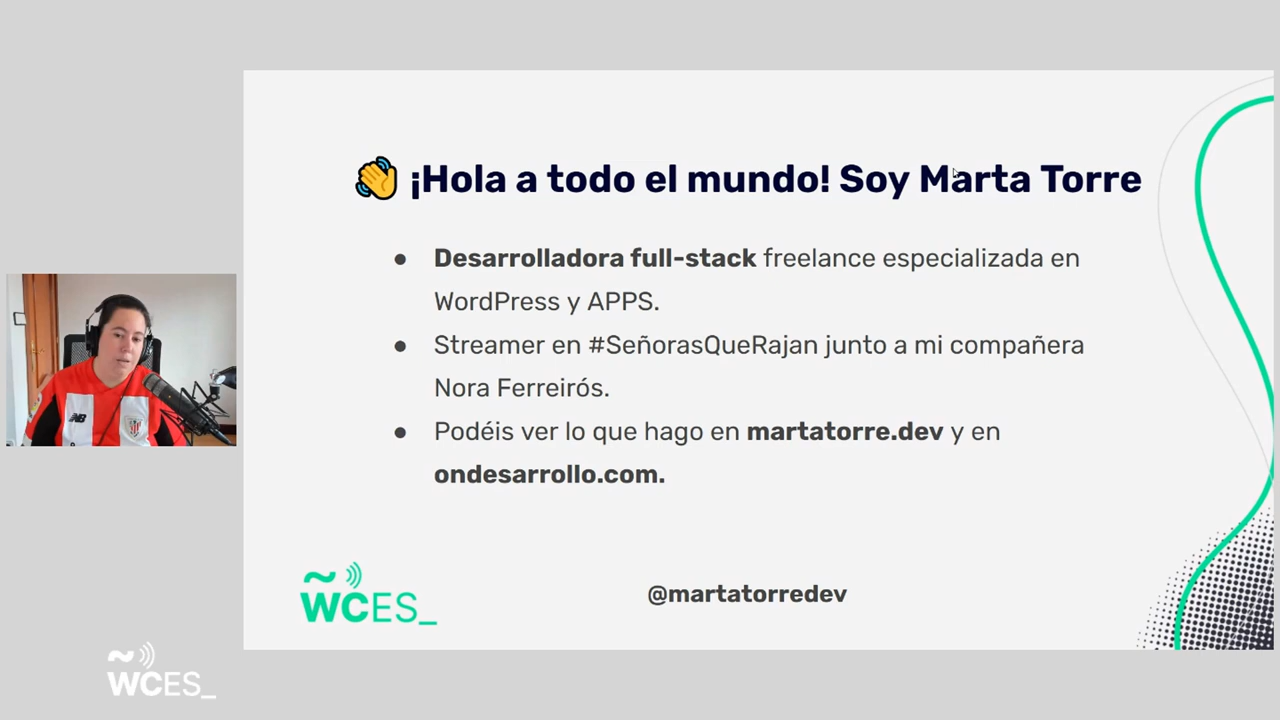 ¡Hola a todo el mundo! Soy Marta Torre
● Desarrolladora full-stack freelance especializada en
WordPress y APPS.
● Streamer en #SeñorasQueRajan junto a mi compañera
Nora Ferreirós.
● Podéis ver lo que hago en martatorre.dev y en
ondesarrollo.com.
~
WCES_
@martatorredev
~
WCES_